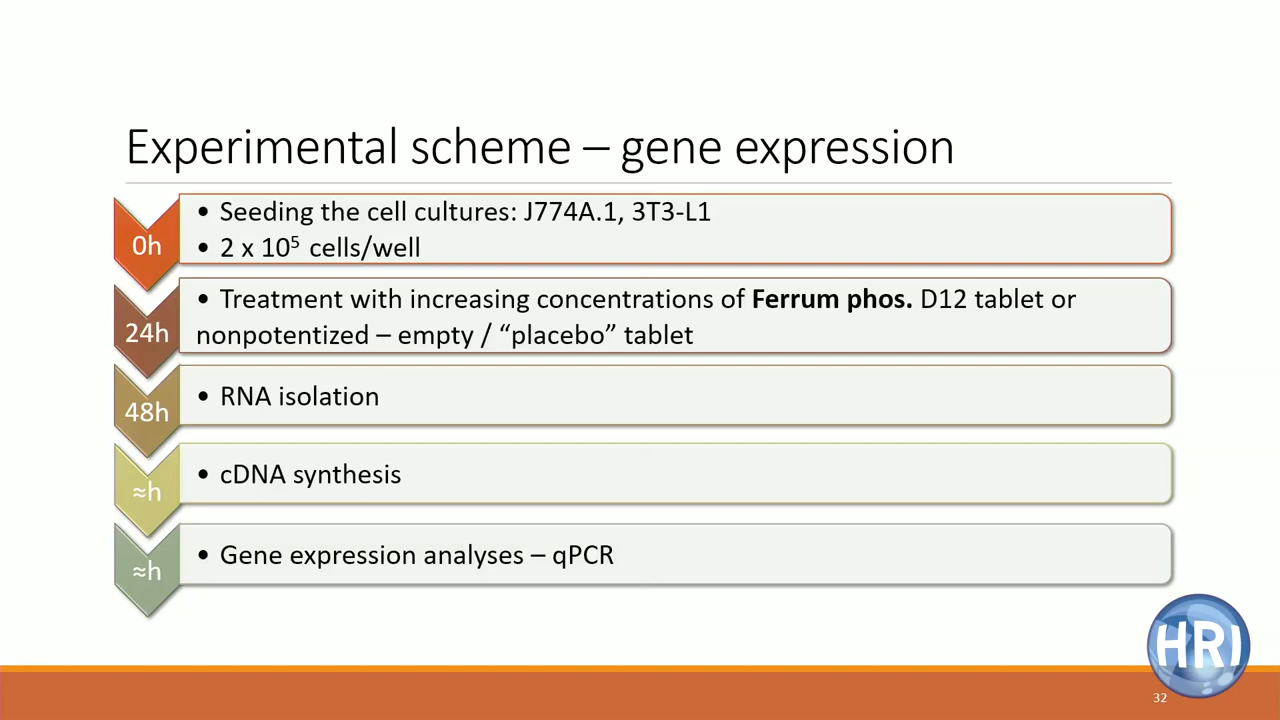 Experimental scheme – gene expression
0h
• Seeding the cell cultures: J774A.1, 3T3-L1
• 2 x 10⁵ cells/well
24h
• Treatment with increasing concentrations of Ferrum phos. D12 tablet or
nonpotentized – empty / “placebo” tablet
48h
• RNA isolation
≈h
• cDNA synthesis
≈h
• Gene expression analyses – qPCR
HRI
32